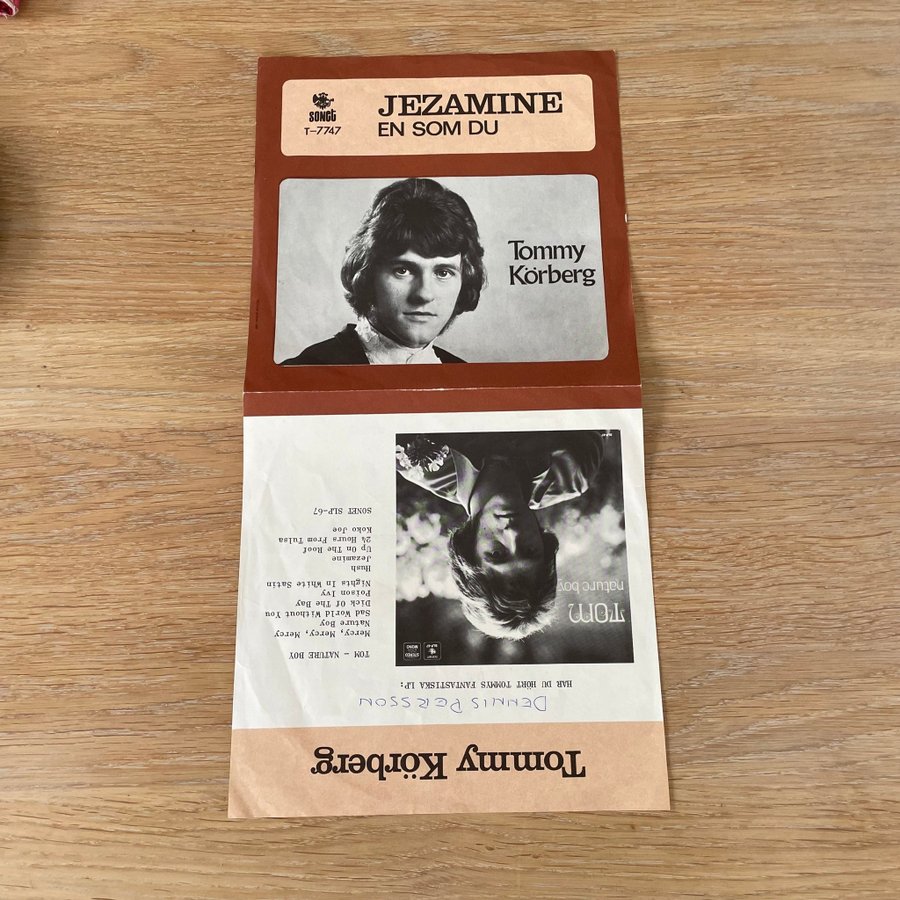 sonet
T-7747
JEZAMINE
EN SOM DU
Tommy
Körberg
Tommy Körberg
DENNIS PERSSON
HAR DU HÖRT TOMMYS FANTASTISKA LP:
TOM - NATURE BOY
Mercy, Mercy, Mercy
Nature Boy
Sad World Without You
Dick Of The Bay
Poison Ivy
Nights In White Satin
Hush
Jezamine
Up On The Roof
24 Hours From Tulsa
Koko Joe
SONET SLP-67
STEREO
MONO
TOM
nature boy